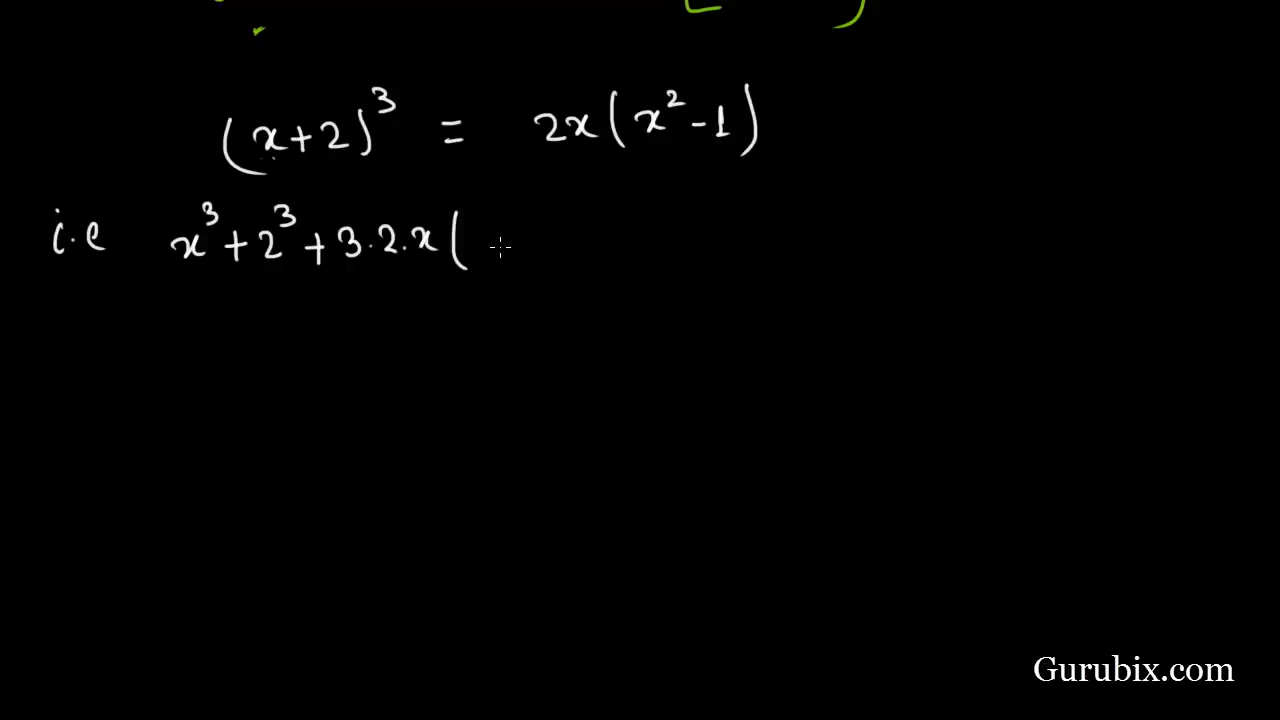 (x+2)³ = 2x(x²-1)
i.e x³+2³+3.2.x(
Gurubix.com